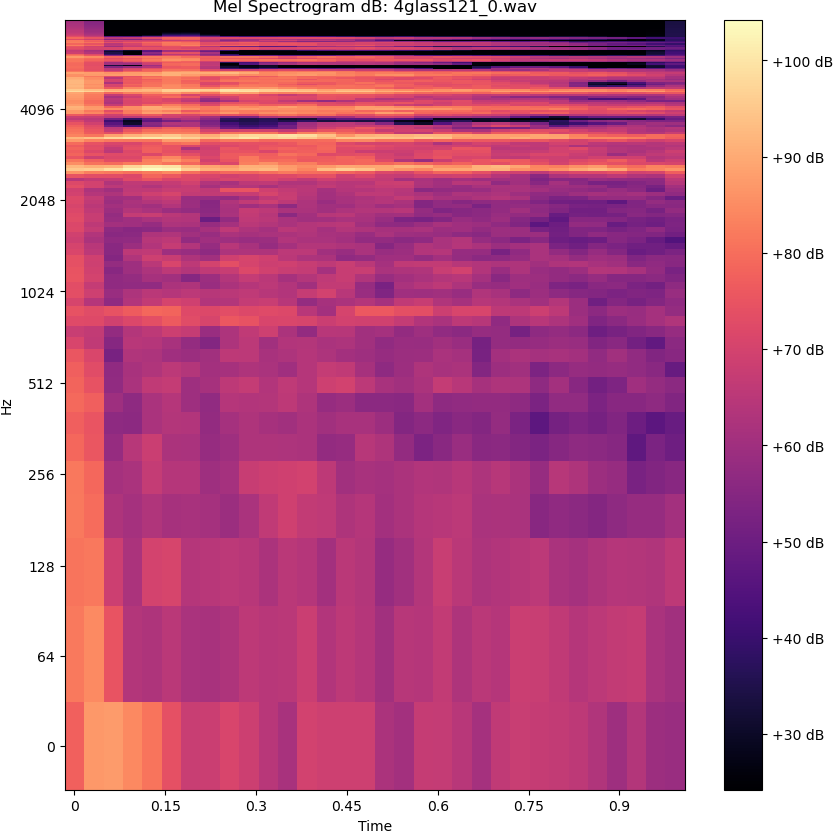 Mel Spectrogram dB: 4glass121_0.wav
+100 dB
4096
+90 dB
2048
+80 dB
1024
+70 dB
512
Hz
+60 dB
256
+50 dB
128
+40 dB
64
+30 dB
0
0 0.15 0.3 0.45 0.6 0.75 0.9
Time